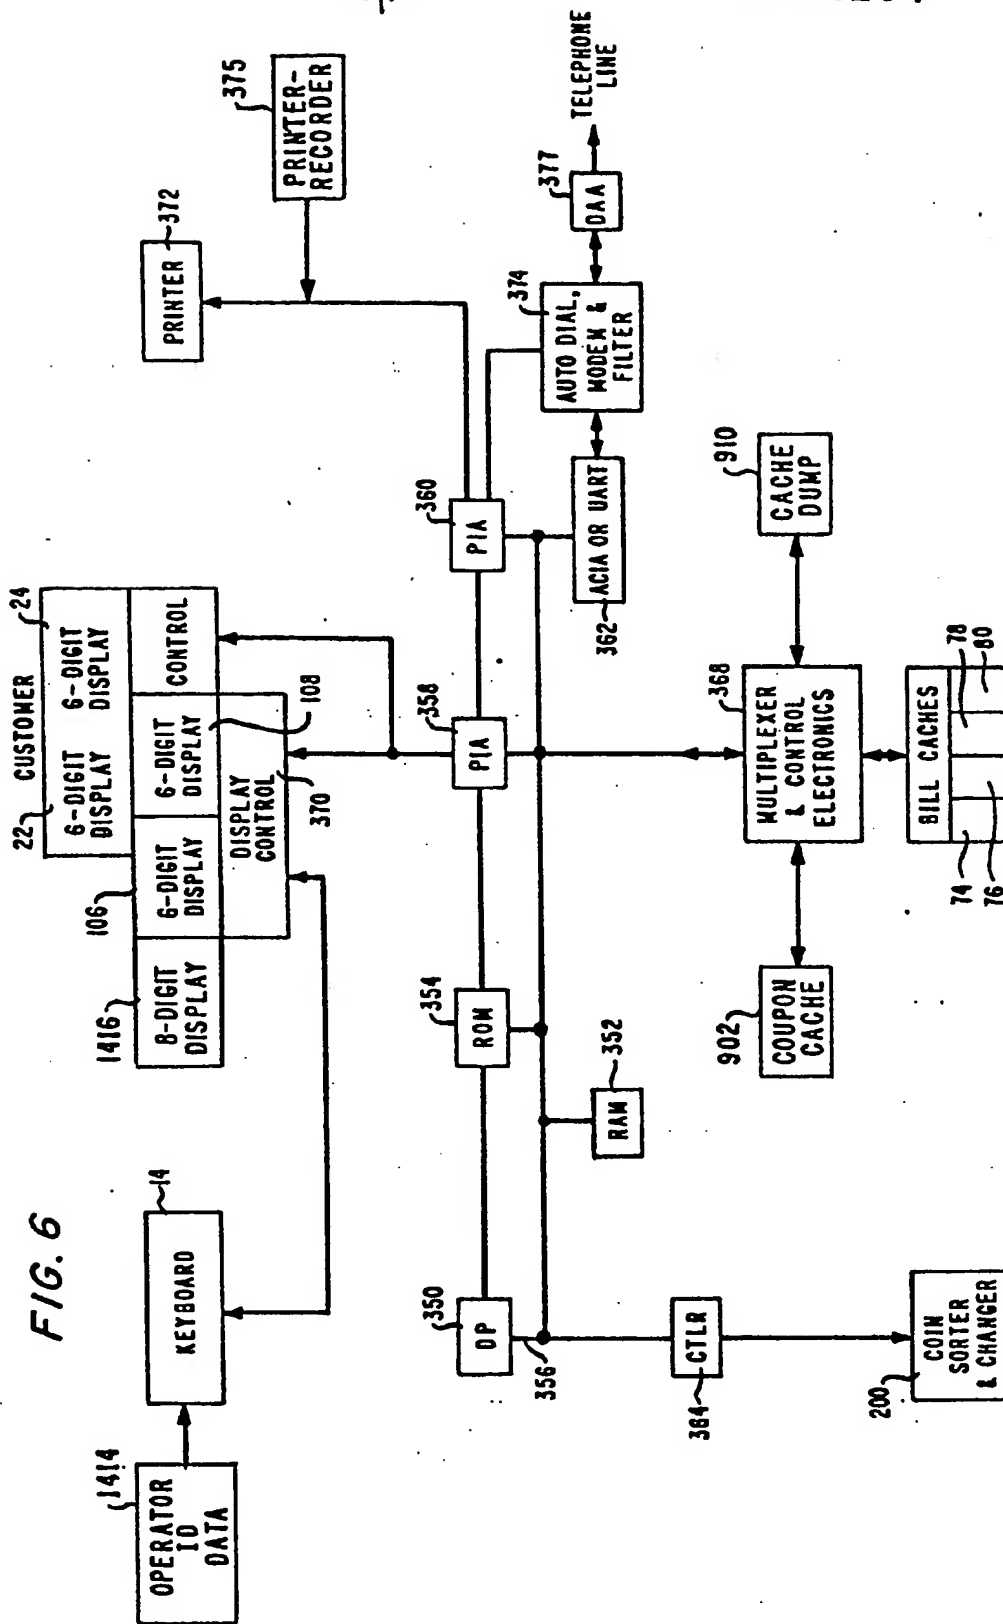 FIG. 6
1414
OPERATOR
ID
DATA
14
KEYBOARD
1416
8-DIGIT
DISPLAY
106
6-DIGIT
DISPLAY
6-DIGIT
DISPLAY
108
DISPLAY
CONTROL
370
CUSTOMER
22
6-DIGIT
DISPLAY
24
6-DIGIT
DISPLAY
CONTROL
PRINTER
372
PRINTER-
RECORDER
375
350
DP
356
354
ROM
352
RAM
358
PIA
360
PIA
362
ACIA OR UART
374
AUTO DIAL,
MODEM &
FILTER
377
DAA
TELEPHONE
LINE
364
CTLR
200
COIN
SORTER
& CHANGER
902
COUPON
CACHE
368
MULTIPLEXER
& CONTROL
ELECTRONICS
910
CACHE
DUMP
BILL CACHES
74
76
78
80